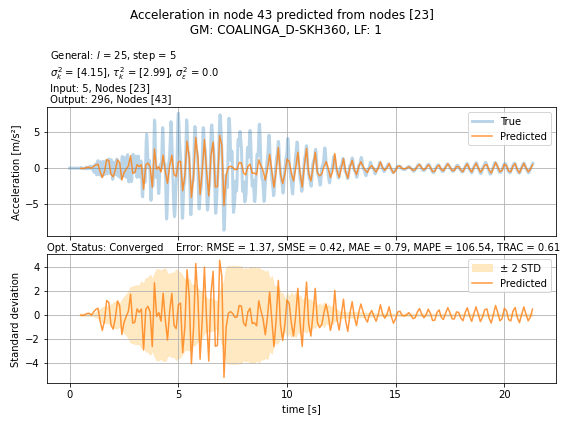 Acceleration in node 43 predicted from nodes [23]
GM: COALINGA_D-SKH360, LF: 1
General: l = 25, step = 5
σ²ₖ = [4.15], τ²ₖ = [2.99], σ²ε = 0.0
Input: 5, Nodes [23]
Output: 296, Nodes [43]
Acceleration [m/s²]
5
0
−5
True
Predicted
Opt. Status: Converged Error: RMSE = 1.37, SMSE = 0.42, MAE = 0.79, MAPE = 106.54, TRAC = 0.61
Standard deviation
4
2
0
−2
−4
± 2 STD
Predicted
0 5 10 15 20
time [s]